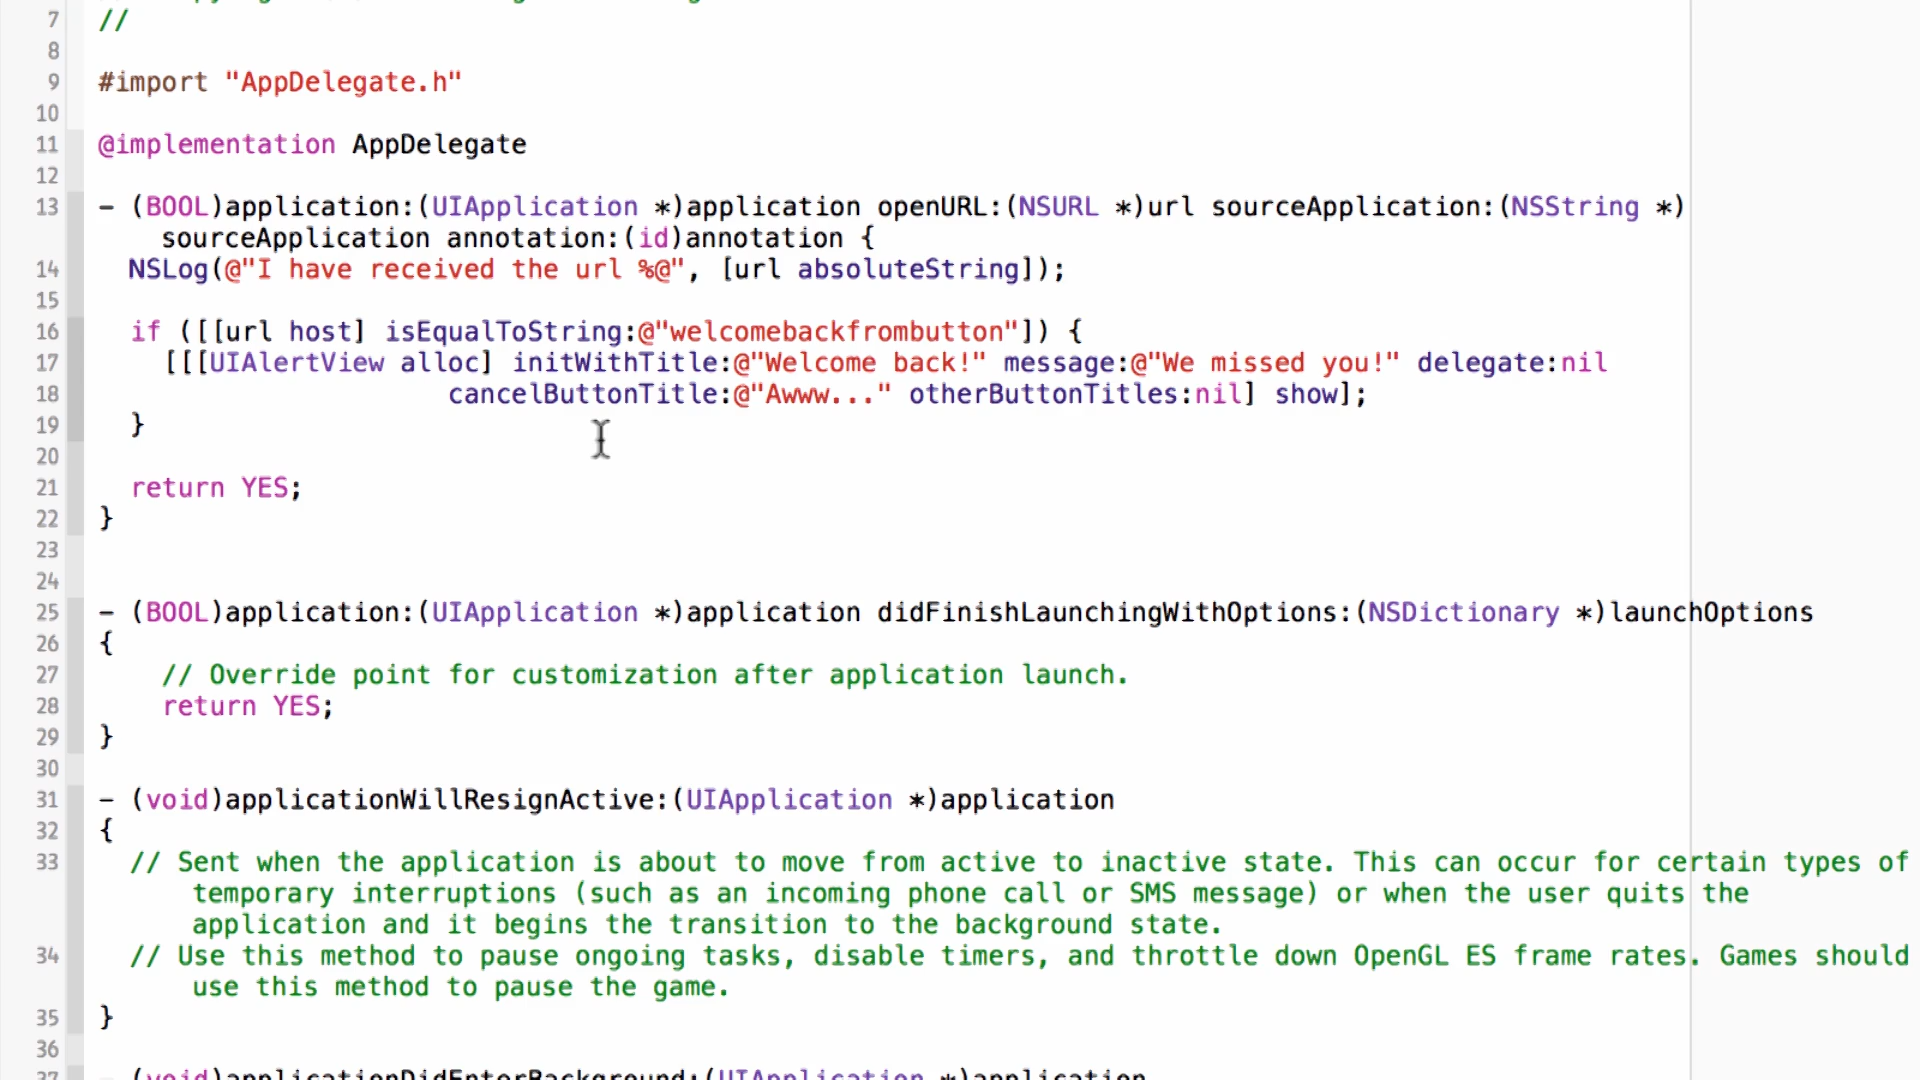 7 //
8
9 #import "AppDelegate.h"
10
11 @implementation AppDelegate
12
13 - (BOOL)application:(UIApplication *)application openURL:(NSURL *)url sourceApplication:(NSString *)
sourceApplication annotation:(id)annotation {
14 NSLog(@"I have received the url %@", [url absoluteString]);
15
16 if ([[url host] isEqualToString:@"welcomebackfrombutton"]) {
17 [[[UIAlertView alloc] initWithTitle:@"Welcome back!" message:@"We missed you!" delegate:nil
18 cancelButtonTitle:@"Awww..." otherButtonTitles:nil] show];
19 }
20
21 return YES;
22 }
23
24
25 - (BOOL)application:(UIApplication *)application didFinishLaunchingWithOptions:(NSDictionary *)launchOptions
26 {
27 // Override point for customization after application launch.
28 return YES;
29 }
30
31 - (void)applicationWillResignActive:(UIApplication *)application
32 {
33 // Sent when the application is about to move from active to inactive state. This can occur for certain types of
temporary interruptions (such as an incoming phone call or SMS message) or when the user quits the
application and it begins the transition to the background state.
34 // Use this method to pause ongoing tasks, disable timers, and throttle down OpenGL ES frame rates. Games should
use this method to pause the game.
35 }
36
37 - (void)applicationDidEnterBackground:(UIApplication *)application